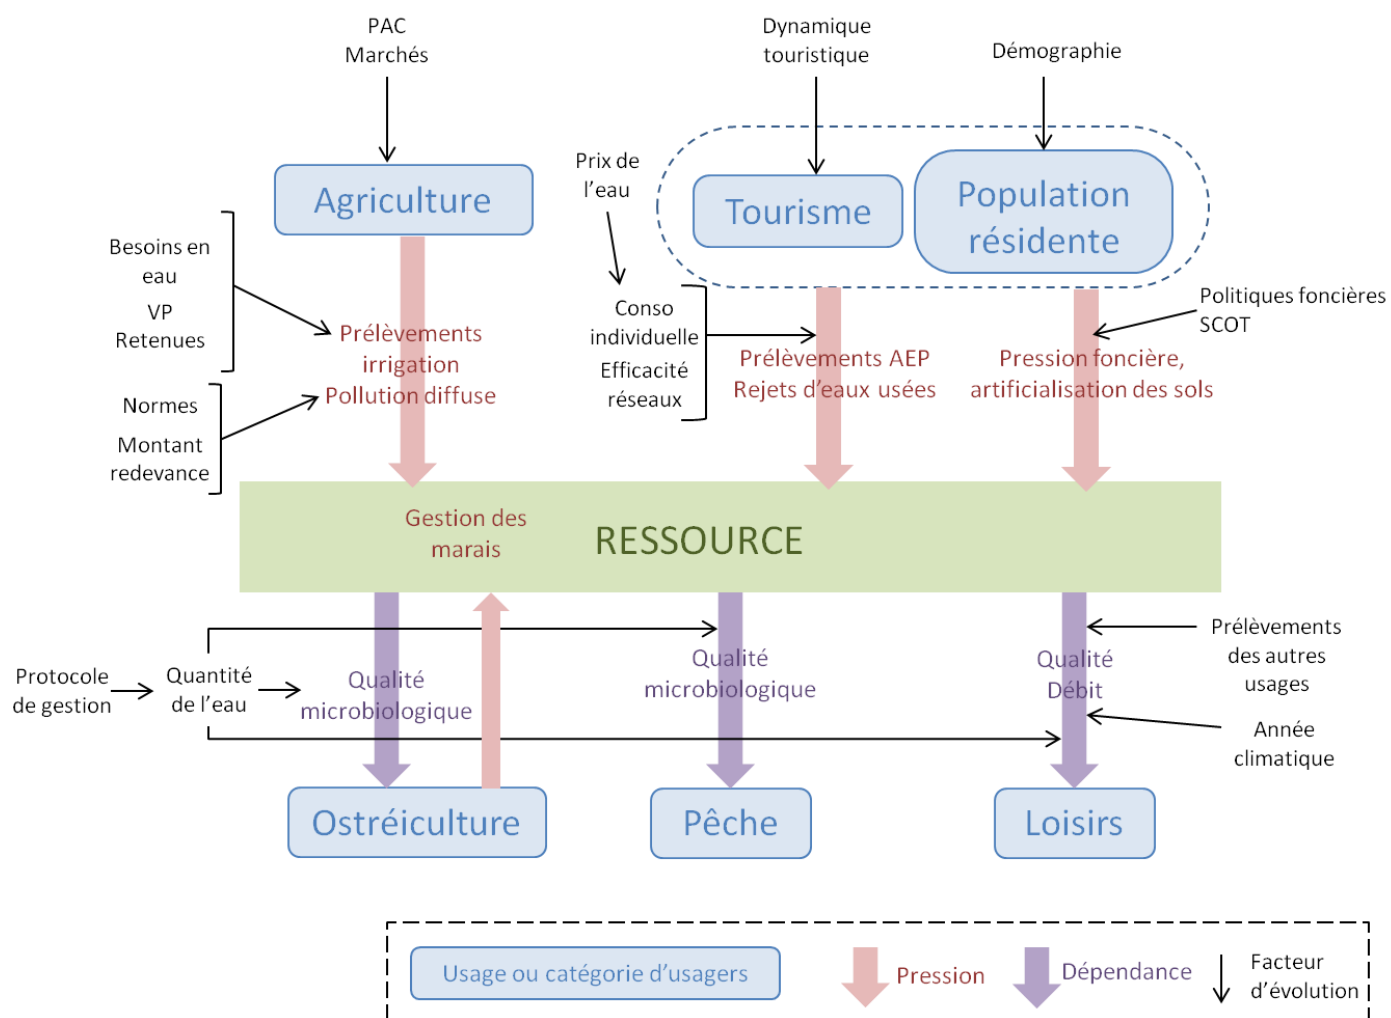 PAC
Marchés
Dynamique
touristique
Démographie
Prix de
l’eau
Agriculture
Tourisme
Population
résidente
Besoins en
eau
VP
Retenues
Normes
Montant
redevance
Prélèvements
irrigation
Pollution diffuse
Conso
individuelle
Efficacité
réseaux
Prélèvements AEP
Rejets d’eaux usées
Politiques foncières
SCOT
Pression foncière,
artificialisation des sols
Gestion des
marais
RESSOURCE
Protocole
de gestion
Quantité
de l’eau
Qualité
microbiologique
Qualité
microbiologique
Qualité
Débit
Prélèvements
des autres
usages
Année
climatique
Ostréiculture
Pêche
Loisirs
Usage ou catégorie d’usagers
Pression
Dépendance
Facteur
d’évolution